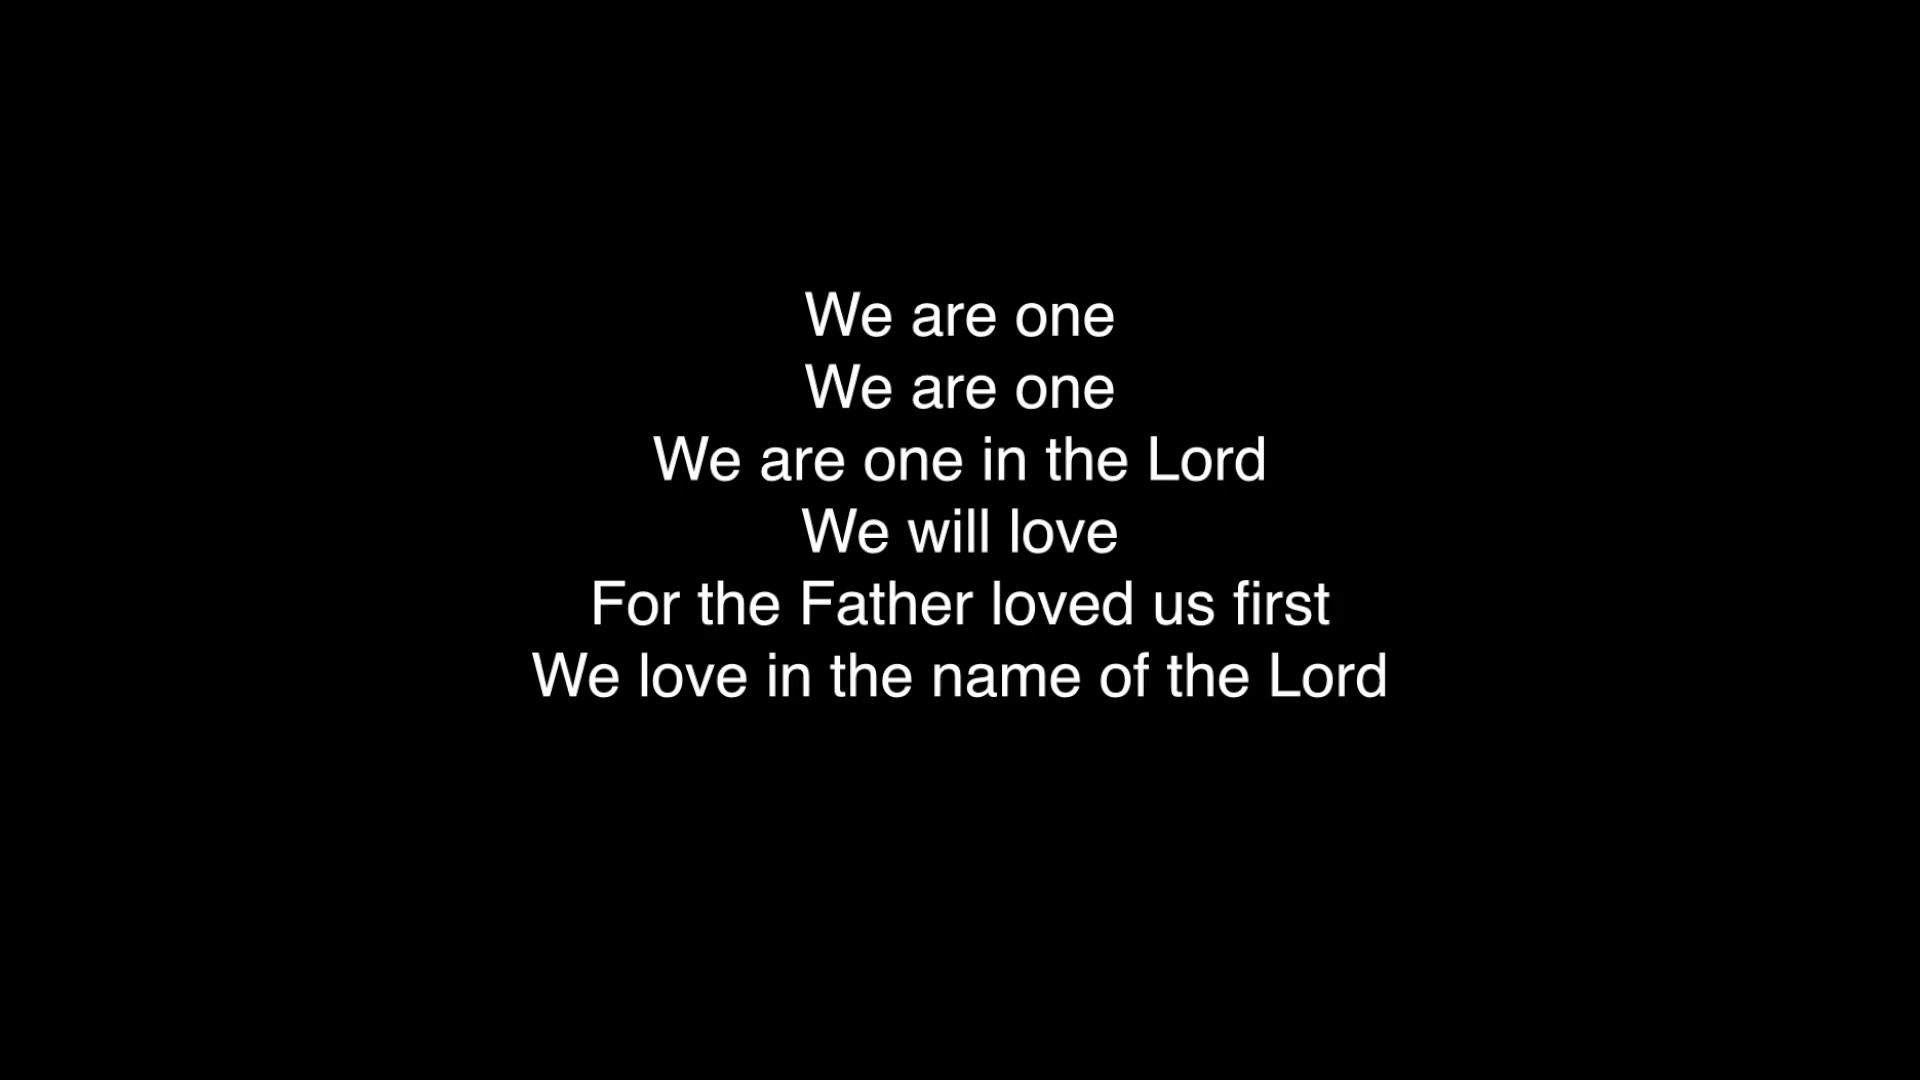 We are one
We are one
We are one in the Lord
We will love
For the Father loved us first
We love in the name of the Lord